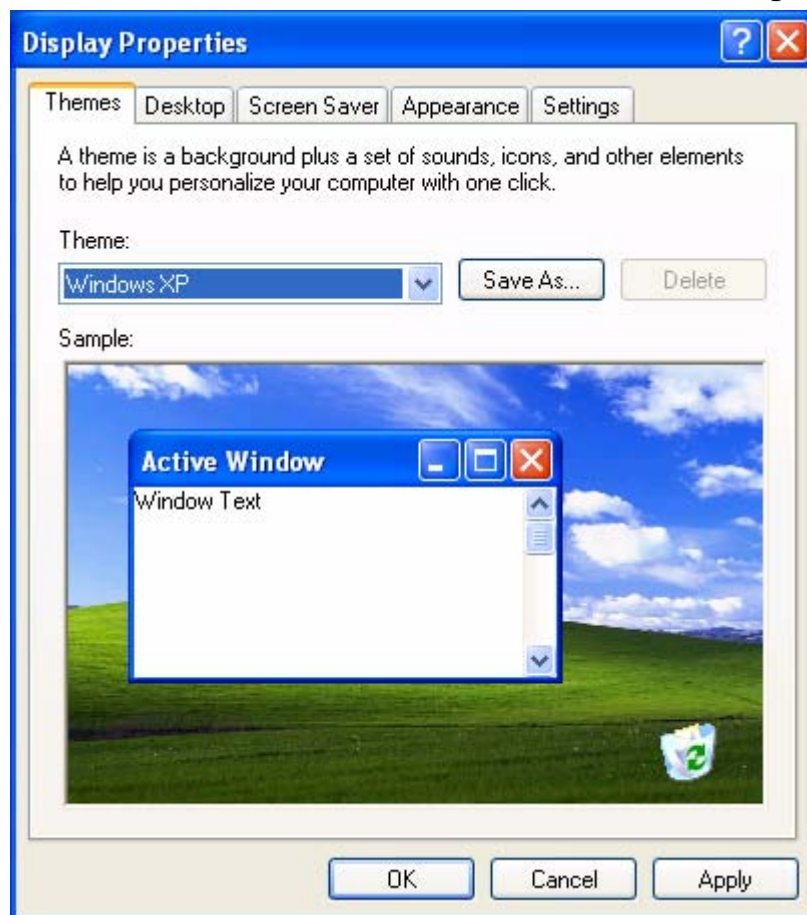 Display Properties
Themes Desktop Screen Saver Appearance Settings
A theme is a background plus a set of sounds, icons, and other elements
to help you personalize your computer with one click.
Theme:
Windows XP Save As... Delete
Sample:
Active Window
Window Text
OK Cancel Apply